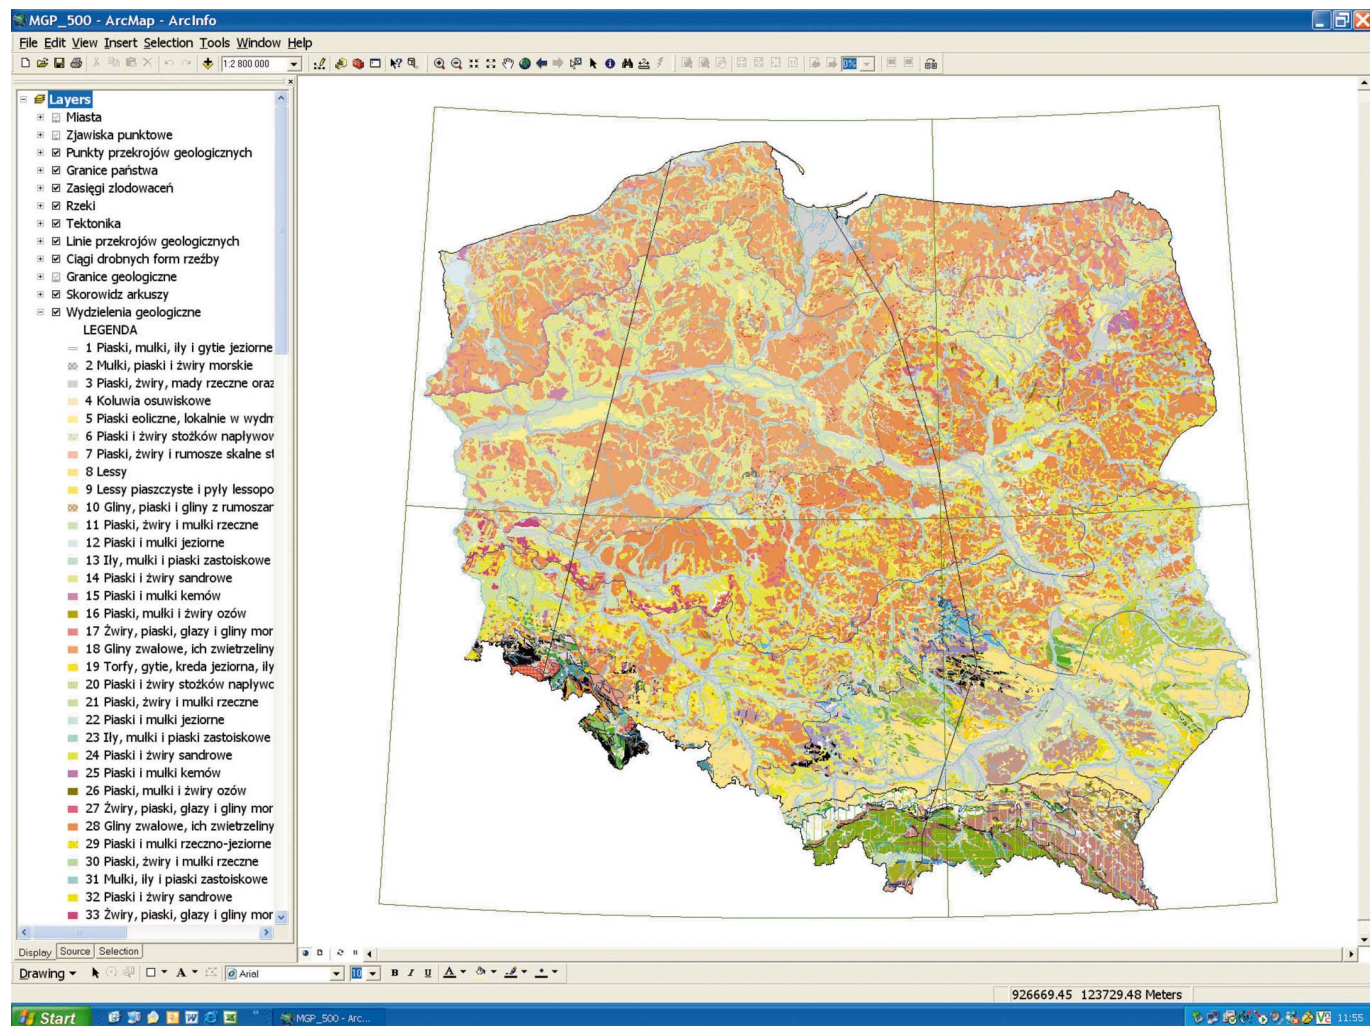 MGP_500 - ArcMap - ArcInfo
File Edit View Insert Selection Tools Window Help
1:2 800 000
0%
Layers
Miasta
Zjawiska punktowe
Punkty przekrojów geologicznych
Granice państwa
Zasięgi zlodowaceń
Rzeki
Tektonika
Linie przekrojów geologicznych
Ciągi drobnych form rzeźby
Granice geologiczne
Skorowidz arkuszy
Wydzielenia geologiczne
LEGENDA
1 Piaski, mułki, iły i gytie jeziorne
2 Mułki, piaski i żwiry morskie
3 Piaski, żwiry, mady rzeczne oraz
4 Koluwia osuwiskowe
5 Piaski eoliczne, lokalnie w wydm
6 Piaski i żwiry stożków napływow
7 Piaski, żwiry i rumosze skalne st
8 Lessy
9 Lessy piaszczyste i pyły lessopo
10 Gliny, piaski i gliny z rumoszar
11 Piaski, żwiry i mułki rzeczne
12 Piaski i mułki jeziorne
13 Iły, mułki i piaski zastoiskowe
14 Piaski i żwiry sandrowe
15 Piaski i mułki kemów
16 Piaski, mułki i żwiry ozów
17 Żwiry, piaski, głazy i gliny mor
18 Gliny zwałowe, ich zwietrzeliny
19 Torfy, gytie, kreda jeziorna, iły
20 Piaski i żwiry stożków napływc
21 Piaski, żwiry i mułki rzeczne
22 Piaski i mułki jeziorne
23 Iły, mułki i piaski zastoiskowe
24 Piaski i żwiry sandrowe
25 Piaski i mułki kemów
26 Piaski, mułki i żwiry ozów
27 Żwiry, piaski, głazy i gliny mor
28 Gliny zwałowe, ich zwietrzeliny
29 Piaski i mułki rzeczno-jeziorne
30 Piaski, żwiry i mułki rzeczne
31 Mułki, iły i piaski zastoiskowe
32 Piaski i żwiry sandrowe
33 Żwiry, piaski, głazy i gliny mor
Display Source Selection
Drawing Arial 10 B I U A
926669.45 123729.48 Meters
Start MGP_500 - Arc... 11:55